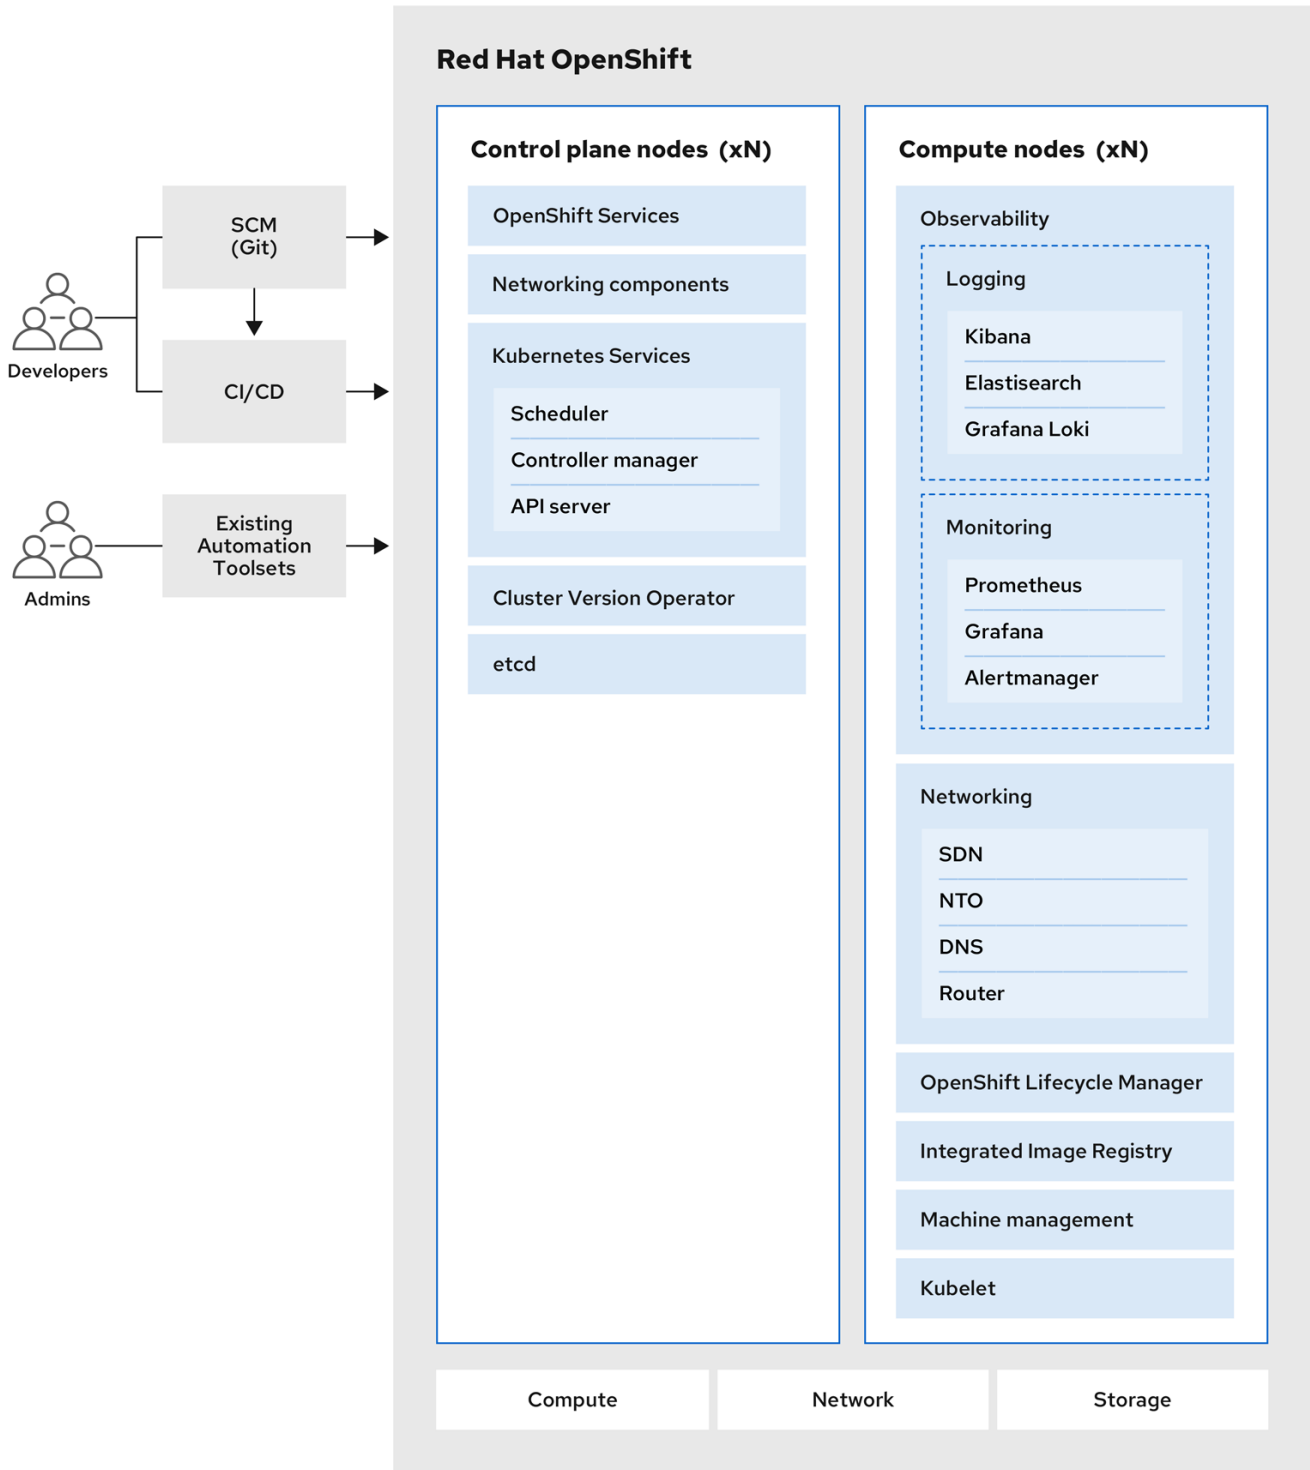 Red Hat OpenShift
Control plane nodes (xN)
OpenShift Services
Networking components
Kubernetes Services
Scheduler
Controller manager
API server
Cluster Version Operator
etcd
Compute nodes (xN)
Observability
Logging
Kibana
Elastisearch
Grafana Loki
Monitoring
Prometheus
Grafana
Alertmanager
Networking
SDN
NTO
DNS
Router
OpenShift Lifecycle Manager
Integrated Image Registry
Machine management
Kubelet
SCM
(Git)
CI/CD
Developers
Existing
Automation
Toolsets
Admins
Compute
Network
Storage